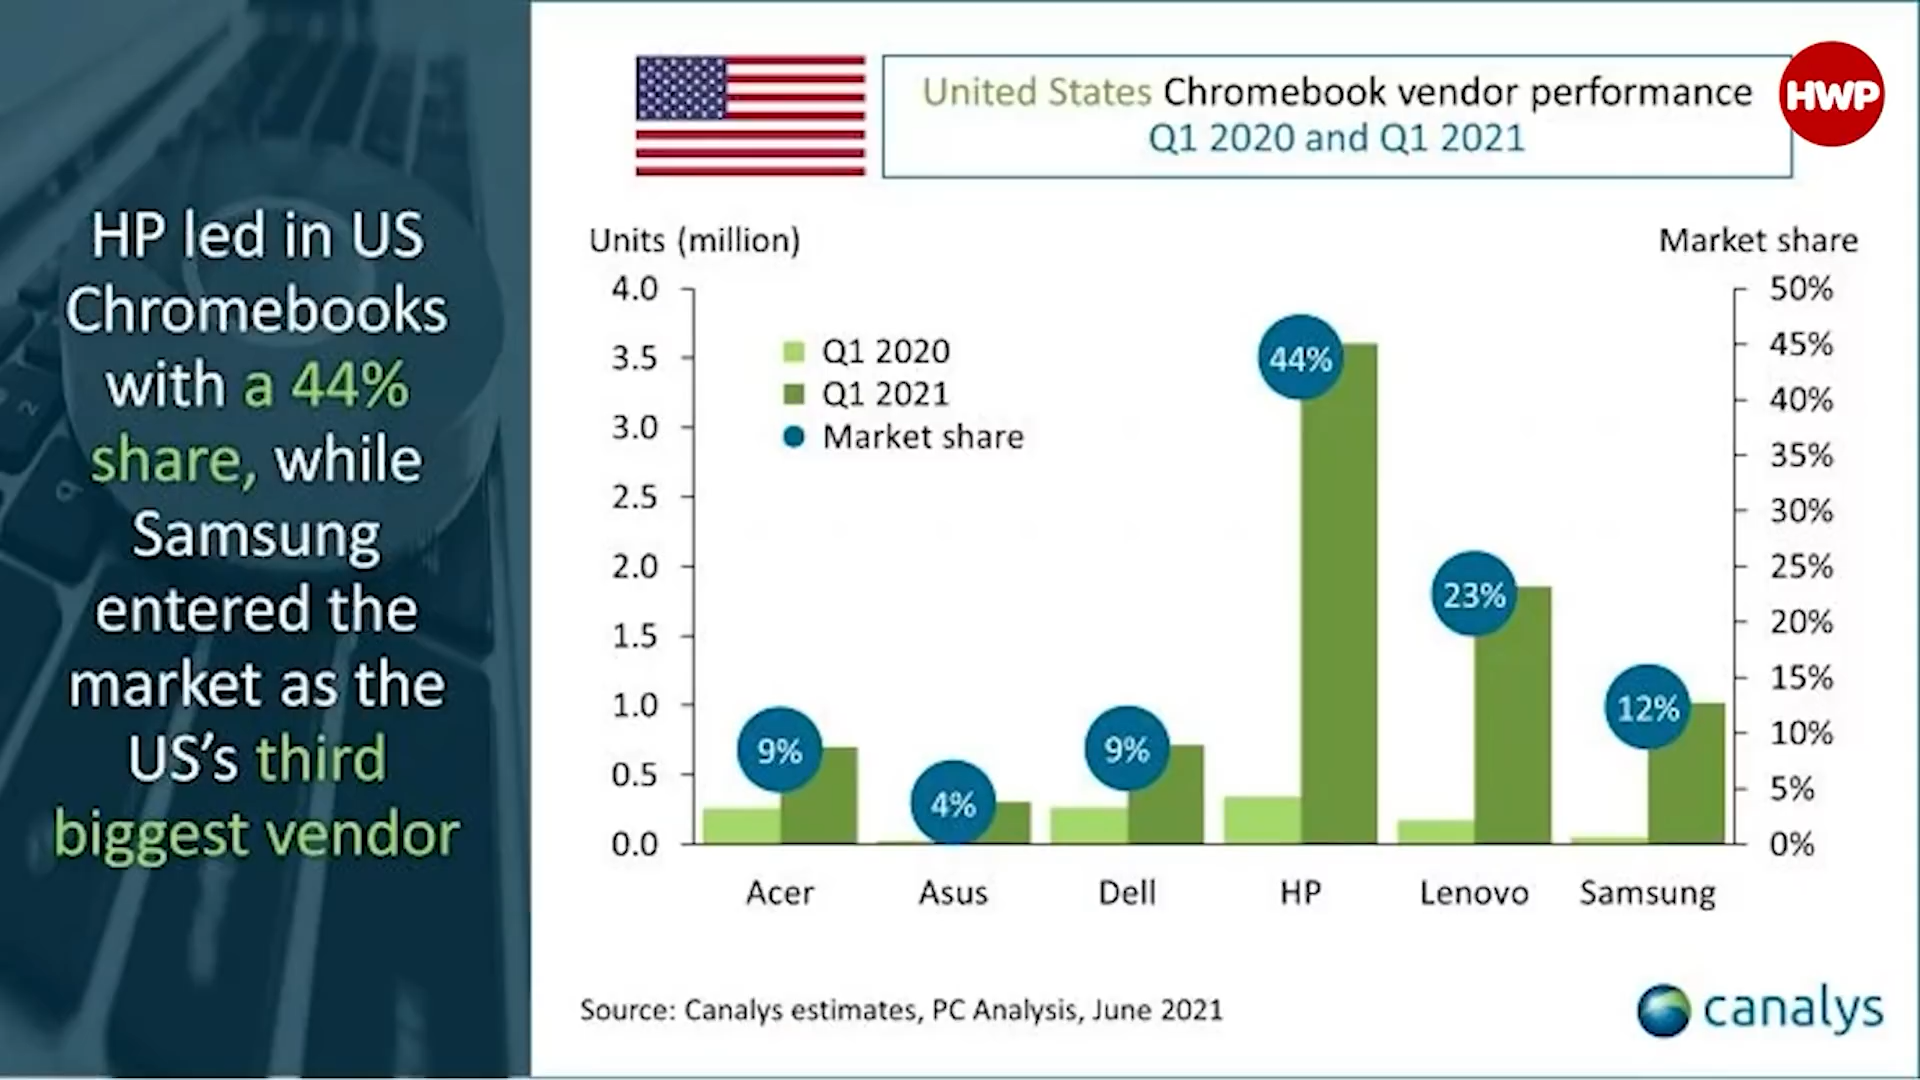 HP led in US
Chromebooks
with a 44%
share, while
Samsung
entered the
market as the
US's third
biggest vendor
United States Chromebook vendor performance
Q1 2020 and Q1 2021
HWP
Units (million)
Market share
4.0
3.5
3.0
2.5
2.0
1.5
1.0
0.5
0.0
Q1 2020
Q1 2021
Market share
9%
4%
9%
44%
23%
12%
50%
45%
40%
35%
30%
25%
20%
15%
10%
5%
0%
Acer
Asus
Dell
HP
Lenovo
Samsung
Source: Canalys estimates, PC Analysis, June 2021
canalys